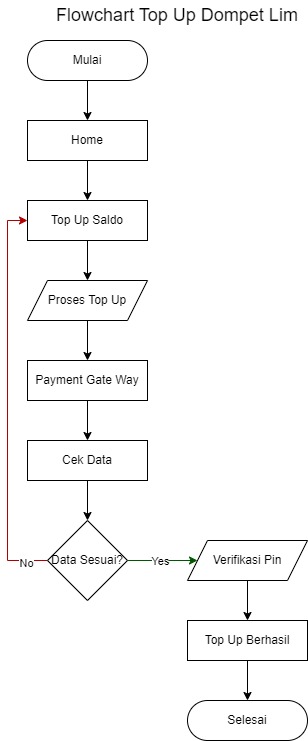 Flowchart Top Up Dompet Lim
Mulai
Home
Top Up Saldo
Proses Top Up
Payment Gate Way
Cek Data
Data Sesuai?
No
Yes
Verifikasi Pin
Top Up Berhasil
Selesai